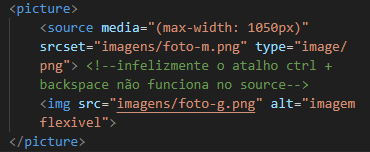 <picture>
<source media="(max-width: 1050px)"
srcset="imagens/foto-m.png" type="image/
png"> <!--infelizmente o atalho ctrl +
backspace não funciona no source-->
<img src="imagens/foto-g.png" alt="imagem
flexivel">
</picture>